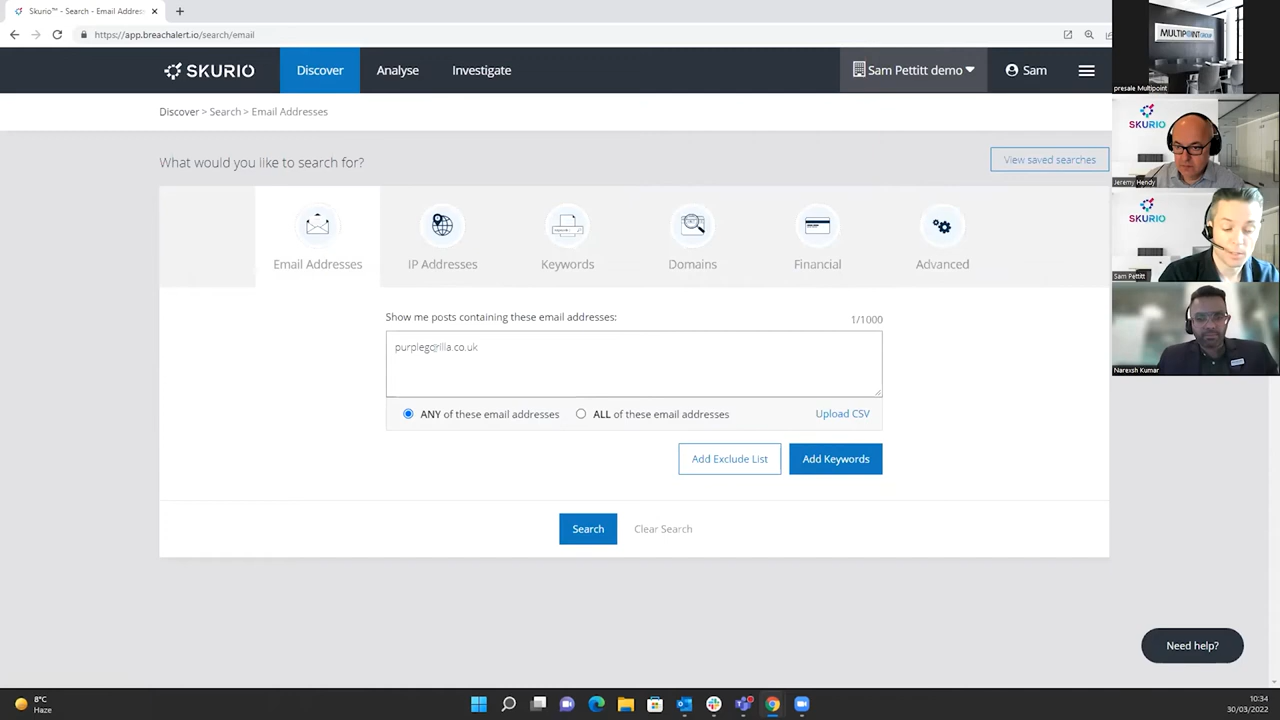 Skurio™ - Search - Email Addres
https://app.breachalert.io/search/email
SKURIO
Discover
Analyse
Investigate
Sam Pettitt demo
Sam
Discover > Search > Email Addresses
What would you like to search for?
View saved searches
Email Addresses
IP Addresses
Keywords
Domains
Financial
Advanced
Show me posts containing these email addresses:
1/1000
purplegorilla.co.uk
ANY of these email addresses
ALL of these email addresses
Upload CSV
Add Exclude List
Add Keywords
Search
Clear Search
Need help?
MULTIPOINT GROUP
presale Multipoint
SKURIO
Jeremy Hendy
SKURIO
Sam Pettitt
Narexsh Kumar
8°C
Haze
10:34
30/03/2022